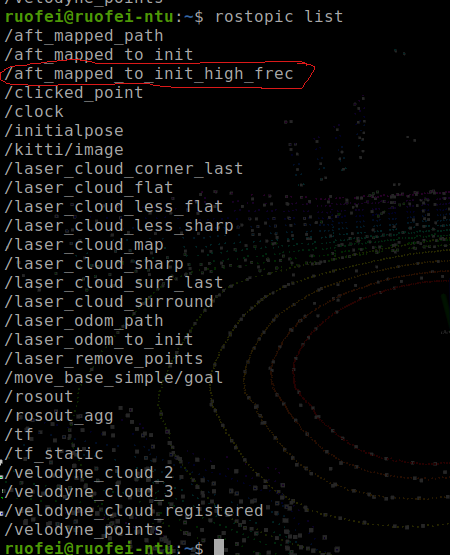 /velodyne_points
ruofei@ruofei-ntu:~$ rostopic list
/aft_mapped_path
/aft_mapped_to_init
/aft_mapped_to_init_high_frec
/clicked_point
/clock
/initialpose
/kitti/image
/laser_cloud_corner_last
/laser_cloud_flat
/laser_cloud_less_flat
/laser_cloud_less_sharp
/laser_cloud_map
/laser_cloud_sharp
/laser_cloud_surf_last
/laser_cloud_surround
/laser_odom_path
/laser_odom_to_init
/laser_remove_points
/move_base_simple/goal
/rosout
/rosout_agg
/tf
/tf_static
/velodyne_cloud_2
/velodyne_cloud_3
/velodyne_cloud_registered
/velodyne_points
ruofei@ruofei-ntu:~$